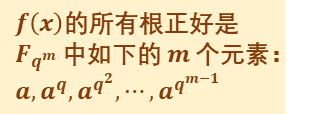 f(x)的所有根正好是
F_{q^m} 中如下的 m 个元素:
a, a^q, a^{q^2}, ⋯, a^{q^{m-1}}